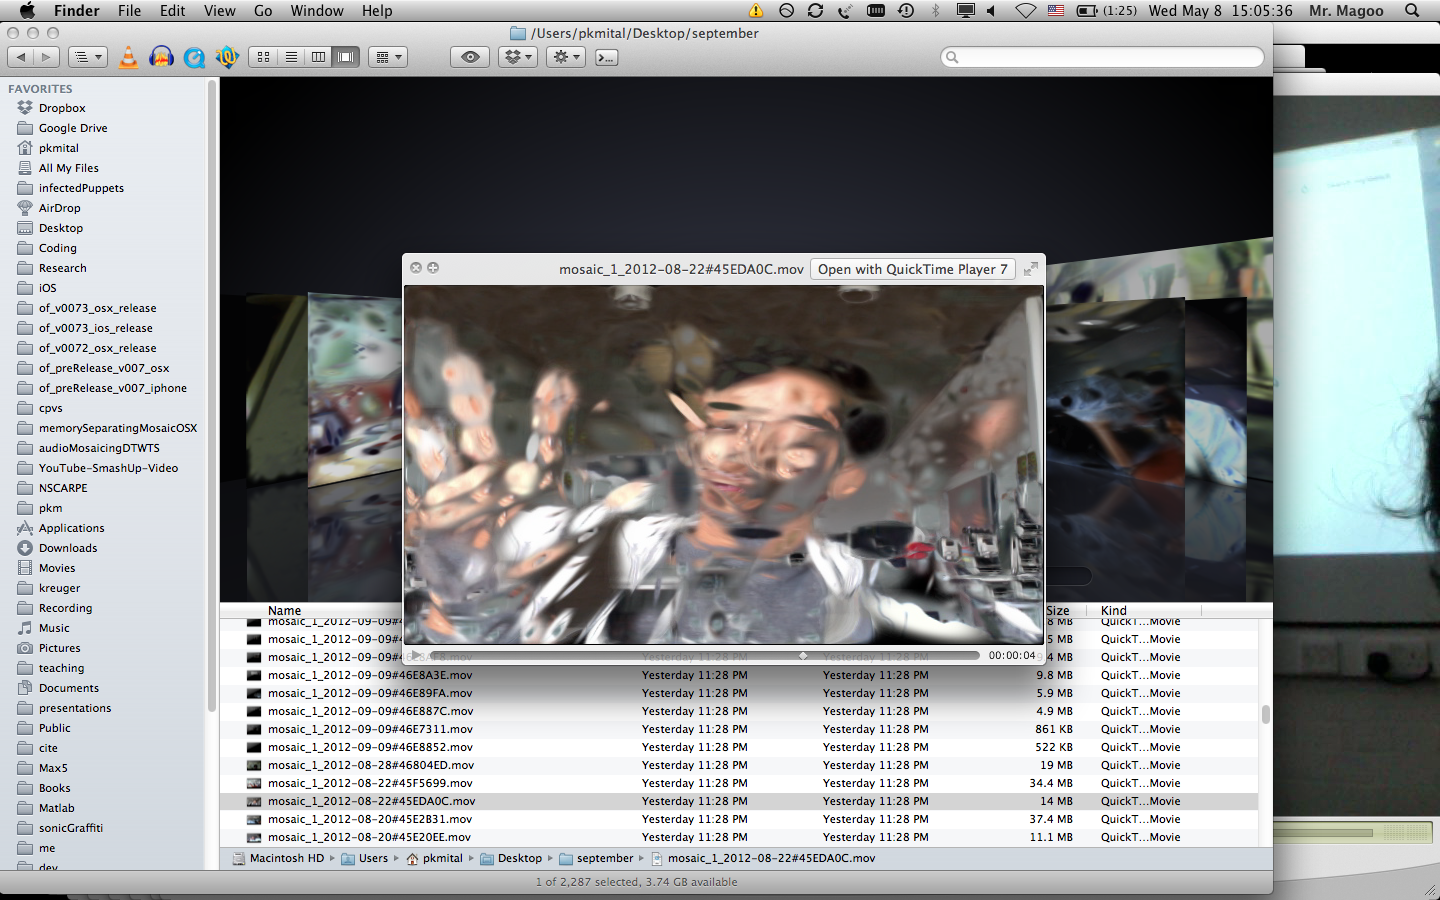 Finder File Edit View Go Window Help (1:25) Wed May 8 15:05:36 Mr. Magoo
/Users/pkmital/Desktop/september
FAVORITES
Dropbox
Google Drive
pkmital
All My Files
infectedPuppets
AirDrop
Desktop
Coding
Research
iOS
of_v0073_osx_release
of_v0073_ios_release
of_v0072_osx_release
of_preRelease_v007_osx
of_preRelease_v007_iphone
cpvs
memorySeparatingMosaicOSX
audioMosaicingDTWTS
YouTube-SmashUp-Video
NSCARPE
pkm
Applications
Downloads
Movies
kreuger
Recording
Music
Pictures
teaching
Documents
presentations
Public
cite
Max5
Books
Matlab
sonicGraffiti
me
dev
mosaic_1_2012-08-22#45EDA0C.mov Open with QuickTime Player 7
00:00:04
Name Size Kind
mosaic_1_2012-09-09#4 8 MB QuickT...Movie
mosaic_1_2012-09-09#4 5 MB QuickT...Movie
mosaic_1_2012-09-09#46E8AF8.mov Yesterday 11:28 PM Yesterday 11:28 PM 9.4 MB QuickT...Movie
mosaic_1_2012-09-09#46E8A3E.mov Yesterday 11:28 PM Yesterday 11:28 PM 9.8 MB QuickT...Movie
mosaic_1_2012-09-09#46E89FA.mov Yesterday 11:28 PM Yesterday 11:28 PM 5.9 MB QuickT...Movie
mosaic_1_2012-09-09#46E887C.mov Yesterday 11:28 PM Yesterday 11:28 PM 4.9 MB QuickT...Movie
mosaic_1_2012-09-09#46E7311.mov Yesterday 11:28 PM Yesterday 11:28 PM 861 KB QuickT...Movie
mosaic_1_2012-09-09#46E8852.mov Yesterday 11:28 PM Yesterday 11:28 PM 522 KB QuickT...Movie
mosaic_1_2012-08-28#46804ED.mov Yesterday 11:28 PM Yesterday 11:28 PM 19 MB QuickT...Movie
mosaic_1_2012-08-22#45F5699.mov Yesterday 11:28 PM Yesterday 11:28 PM 34.4 MB QuickT...Movie
mosaic_1_2012-08-22#45EDA0C.mov Yesterday 11:28 PM Yesterday 11:28 PM 14 MB QuickT...Movie
mosaic_1_2012-08-20#45E2B31.mov Yesterday 11:28 PM Yesterday 11:28 PM 37.4 MB QuickT...Movie
mosaic_1_2012-08-20#45E20EE.mov Yesterday 11:28 PM Yesterday 11:28 PM 11.1 MB QuickT...Movie
Macintosh HD Users pkmital Desktop september mosaic_1_2012-08-22#45EDA0C.mov
1 of 2,287 selected, 3.74 GB available